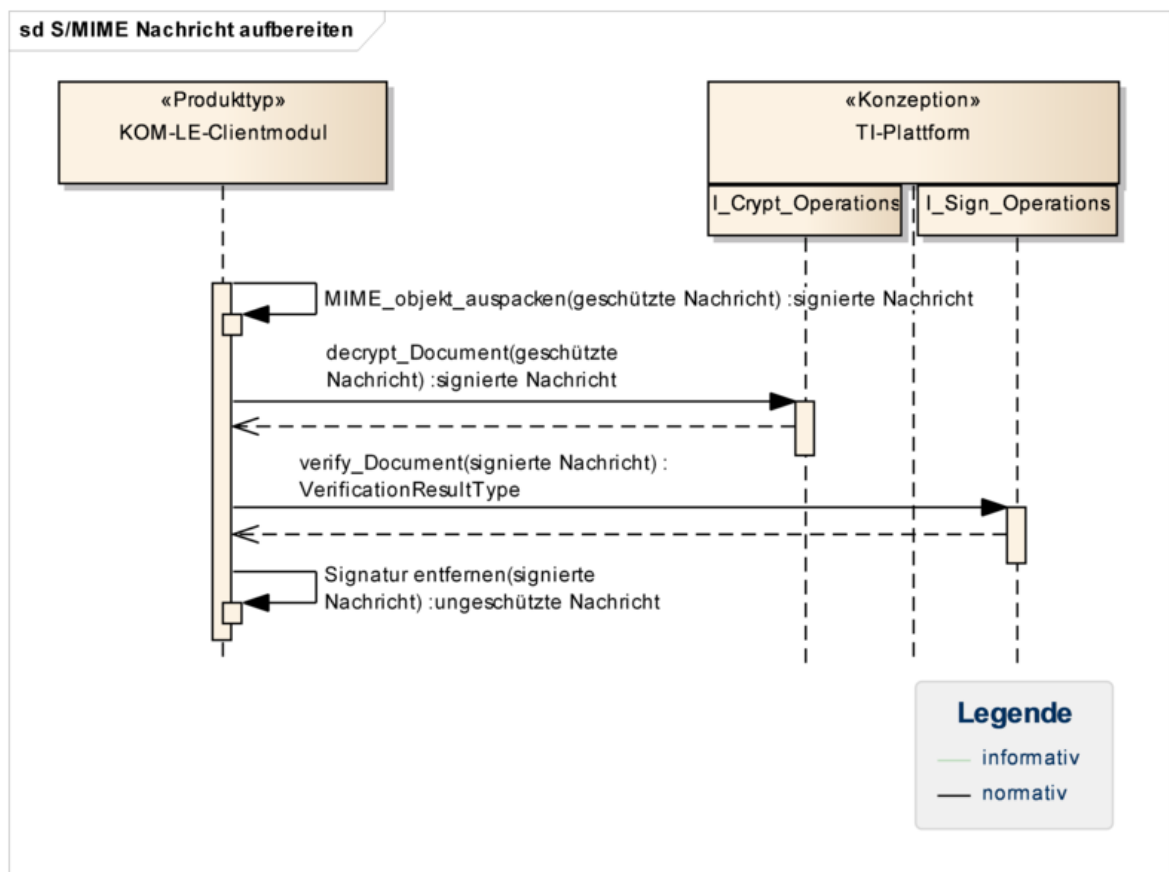 sd S/MIME Nachricht aufbereiten
«Produkttyp»
KOM-LE-Clientmodul
«Konzeption»
TI-Plattform
I_Crypt_Operations
I_Sign_Operations
MIME_objekt_auspacken(geschützte Nachricht) :signierte Nachricht
decrypt_Document(geschützte
Nachricht) :signierte Nachricht
verify_Document(signierte Nachricht) :
VerificationResultType
Signatur entfernen(signierte
Nachricht) :ungeschützte Nachricht
Legende
informativ
normativ